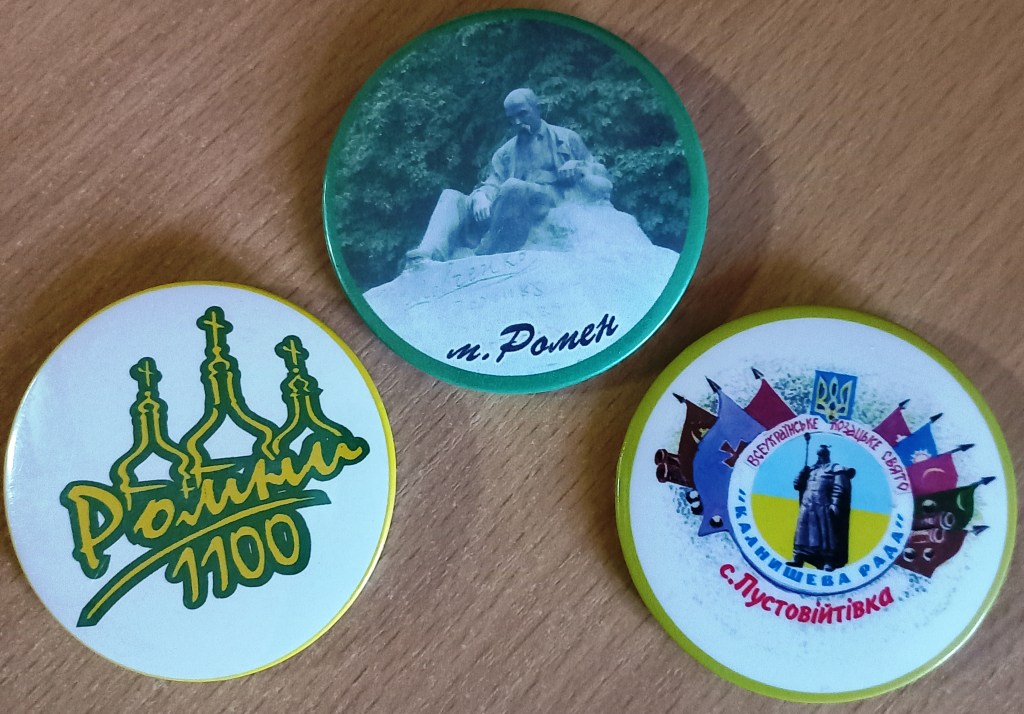 м. Ромен
Ромни
1100
ВСЕУКРАЇНСЬКЕ КОЗАЦЬКЕ СВЯТО
"КАЛНИШЕВА РАДА"
с. Пустовійтівка